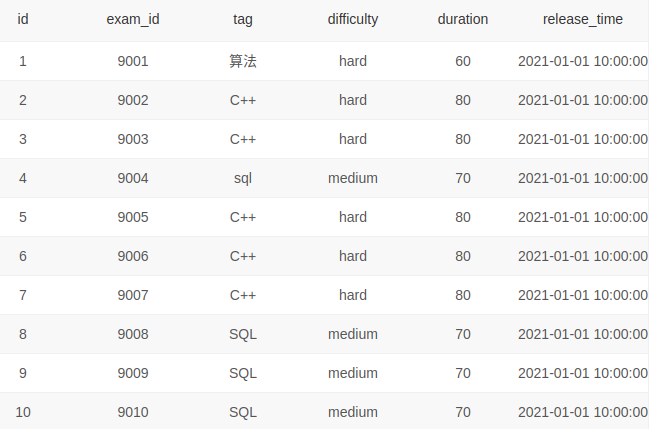 id exam_id tag difficulty duration release_time
1 9001 算法 hard 60 2021-01-01 10:00:00
2 9002 C++ hard 80 2021-01-01 10:00:00
3 9003 C++ hard 80 2021-01-01 10:00:00
4 9004 sql medium 70 2021-01-01 10:00:00
5 9005 C++ hard 80 2021-01-01 10:00:00
6 9006 C++ hard 80 2021-01-01 10:00:00
7 9007 C++ hard 80 2021-01-01 10:00:00
8 9008 SQL medium 70 2021-01-01 10:00:00
9 9009 SQL medium 70 2021-01-01 10:00:00
10 9010 SQL medium 70 2021-01-01 10:00:00